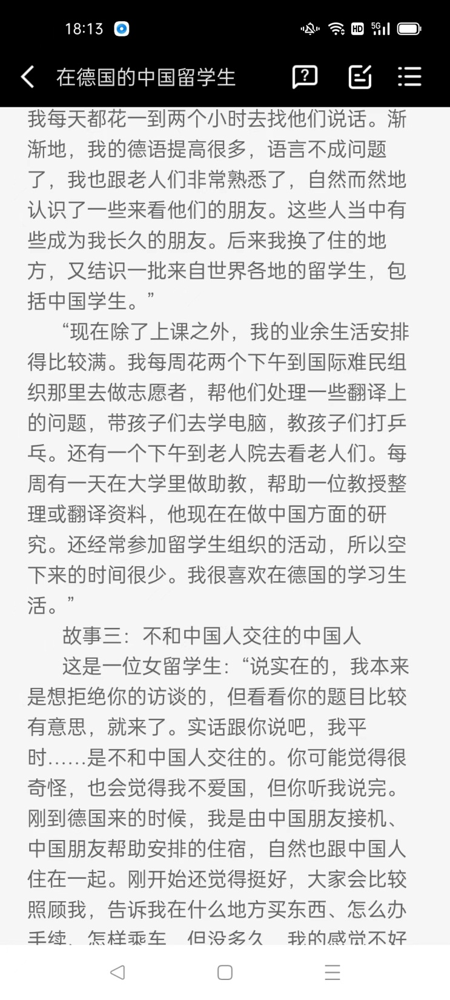 18:13
HD
5G
在德国的中国留学生
我每天都花一到两个小时去找他们说话。渐
渐地，我的德语提高很多，语言不成问题
了，我也跟老人们非常熟悉了，自然而然地
认识了一些来看他们的朋友。这些人当中有
些成为我长久的朋友。后来我换了住的地
方，又结识一批来自世界各地的留学生，包
括中国学生。”
“现在除了上课之外，我的业余生活安排
得比较满。我每周花两个下午到国际难民组
织那里去做志愿者，帮他们处理一些翻译上
的问题，带孩子们去学电脑，教孩子们打乒
乓。还有一个下午到老人院去看老人们。每
周有一天在大学里做助教，帮助一位教授整
理或翻译资料，他现在在做中国方面的研
究。还经常参加留学生组织的活动，所以空
下来的时间很少。我很喜欢在德国的学习生
活。”
故事三：不和中国人交往的中国人
这是一位女留学生：“说实在的，我本来
是想拒绝你的访谈的，但看看你的题目比较
有意思，就来了。实话跟你说吧，我平
时……是不和中国人交往的。你可能觉得很
奇怪，也会觉得我不爱国，但你听我说完。
刚到德国来的时候，我是由中国朋友接机、
中国朋友帮助安排的住宿，自然也跟中国人
住在一起。刚开始还觉得挺好，大家会比较
照顾我，告诉我在什么地方买东西、怎么办
手续、怎样乘车，但没多久，我的感觉不好